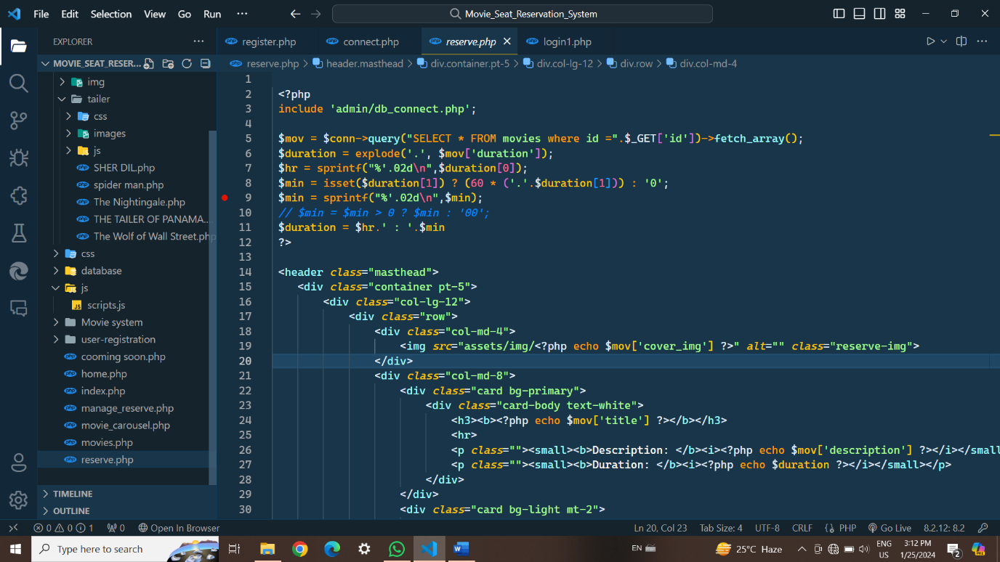 File Edit Selection View Go Run ··· Movie_Seat_Reservation_System
EXPLORER ···
MOVIE_SEAT_RESER...
img
tailer
css
images
js
SHER DIL.php
spider man.php
The Nightingale.php
THE TAILER OF PANAMA....
The Wolf of Wall Street.php
css
database
js
JS scripts.js
Movie system
user-registration
cooming soon.php
home.php
index.php
manage_reserve.php
movie_carousel.php
movies.php
reserve.php
TIMELINE
OUTLINE
register.php connect.php reserve.php login1.php
reserve.php > header.masthead > div.container.pt-5 > div.col-lg-12 > div.row > div.col-md-4
1
2 <?php
3 include 'admin/db_connect.php';
4
5 $mov = $conn->query("SELECT * FROM movies where id =".$_GET['id'])->fetch_array();
6 $duration = explode('.', $mov['duration']);
7 $hr = sprintf("%'.02d\n",$duration[0]);
8 $min = isset($duration[1]) ? (60 * ('.'.$duration[1])) : '0';
9 $min = sprintf("%'.02d\n",$min);
10 // $min = $min > 0 ? $min : '00';
11 $duration = $hr.' : '.$min
12 ?>
13
14 <header class="masthead">
15 <div class="container pt-5">
16 <div class="col-lg-12">
17 <div class="row">
18 <div class="col-md-4">
19 <img src="assets/img/<?php echo $mov['cover_img'] ?>" alt="" class="reserve-img">
20 </div>
21 <div class="col-md-8">
22 <div class="card bg-primary">
23 <div class="card-body text-white">
24 <h3><b><?php echo $mov['title'] ?></b></h3>
25 <hr>
26 <p class=""><small><b>Description: </b><i><?php echo $mov['description'] ?></i></small
27 <p class=""><small><b>Duration: </b><i><?php echo $duration ?></i></small></p>
28 </div>
29 </div>
30 <div class="card bg-light mt-2">
0 0 1 0 Open In Browser Ln 20, Col 23 Tab Size: 4 UTF-8 CRLF {} PHP Go Live 8.2.12: 8.2
Type here to search EN 25°C Haze ENG 3:12 PM
US 1/25/2024 2 PRE